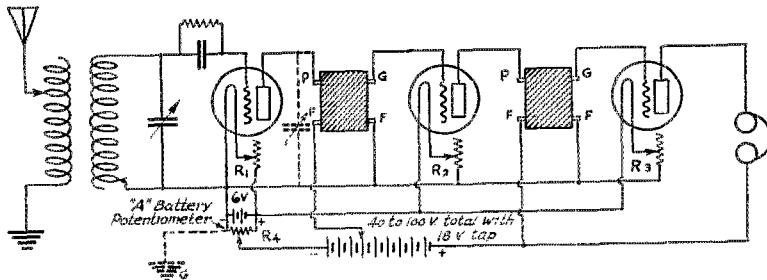 P G
P G
F F
F F
R1
R2
R3
6V
- +
"A" Battery
Potentiometer
R4
40 to 100 V. total with
18 V. tap
- +
G